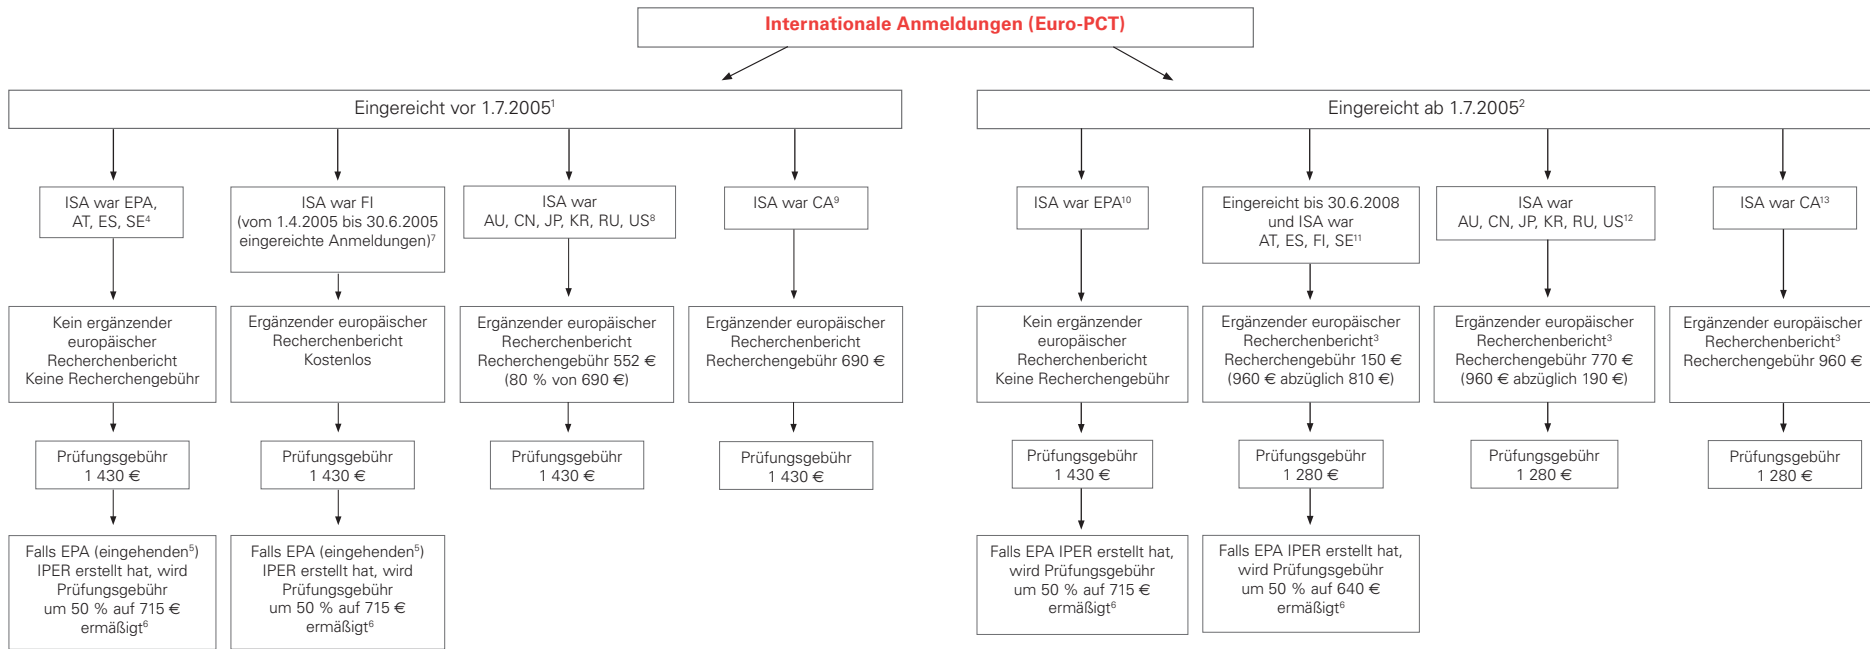 Internationale Anmeldungen (Euro-PCT)
Eingereicht vor 1.7.2005¹
ISA war EPA,
AT, ES, SE⁴
Kein ergänzender
europäischer
Recherchenbericht
Keine Recherchengebühr
Prüfungsgebühr
1 430 €
Falls EPA (eingehenden⁵)
IPER erstellt hat, wird
Prüfungsgebühr
um 50 % auf 715 €
ermäßigt⁶
ISA war FI
(vom 1.4.2005 bis 30.6.2005
eingereichte Anmeldungen)⁷
Ergänzender europäischer
Recherchenbericht
Kostenlos
Prüfungsgebühr
1 430 €
Falls EPA (eingehenden⁵)
IPER erstellt hat, wird
Prüfungsgebühr
um 50 % auf 715 €
ermäßigt⁶
ISA war
AU, CN, JP, KR, RU, US⁸
Ergänzender europäischer
Recherchenbericht
Recherchengebühr 552 €
(80 % von 690 €)
Prüfungsgebühr
1 430 €
ISA war CA⁹
Ergänzender europäischer
Recherchenbericht
Recherchengebühr 690 €
Prüfungsgebühr
1 430 €
Eingereicht ab 1.7.2005²
ISA war EPA¹⁰
Kein ergänzender
europäischer
Recherchenbericht
Keine Recherchengebühr
Prüfungsgebühr
1 430 €
Falls EPA IPER erstellt hat,
wird Prüfungsgebühr
um 50 % auf 715 €
ermäßigt⁶
Eingereicht bis 30.6.2008
und ISA war
AT, ES, FI, SE¹¹
Ergänzender europäischer
Recherchenbericht³
Recherchengebühr 150 €
(960 € abzüglich 810 €)
Prüfungsgebühr
1 280 €
Falls EPA IPER erstellt hat,
wird Prüfungsgebühr
um 50 % auf 640 €
ermäßigt⁶
ISA war
AU, CN, JP, KR, RU, US¹²
Ergänzender europäischer
Recherchenbericht³
Recherchengebühr 770 €
(960 € abzüglich 190 €)
Prüfungsgebühr
1 280 €
ISA war CA¹³
Ergänzender europäischer
Recherchenbericht³
Recherchengebühr 960 €
Prüfungsgebühr
1 280 €